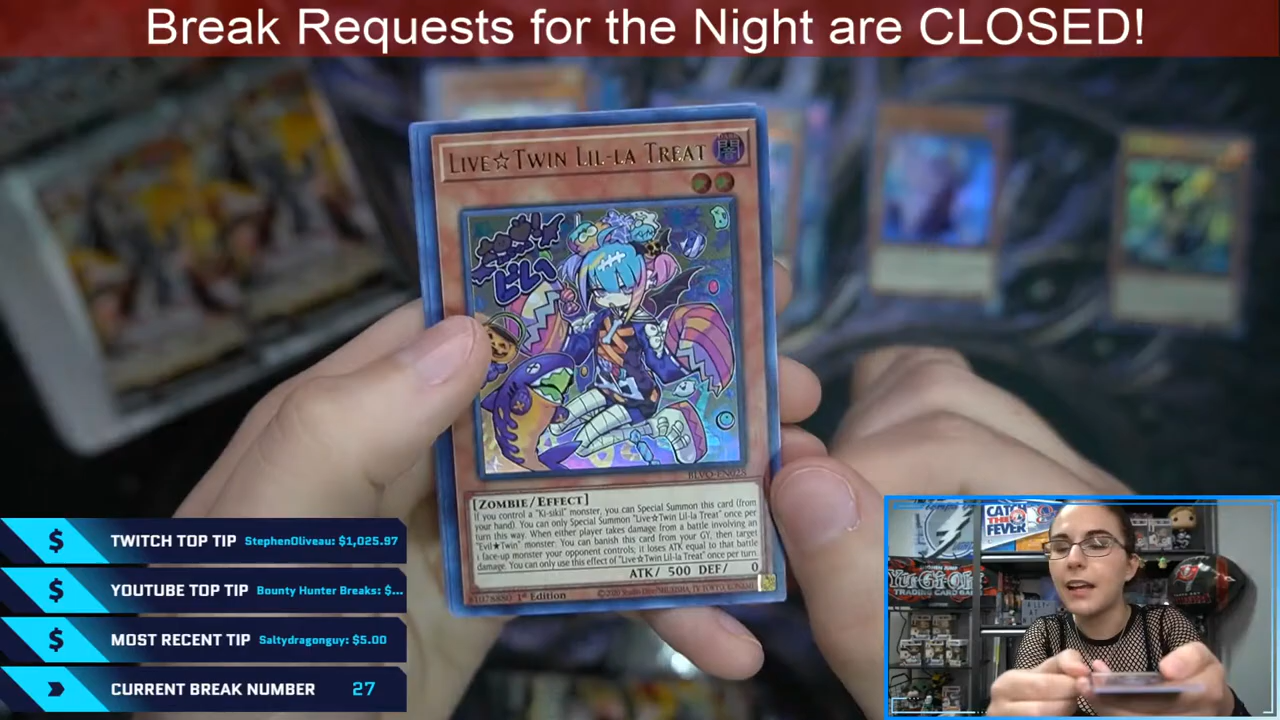 Break Requests for the Night are CLOSED!
LIVE☆TWIN LIL-LA TREAT
闇
BLVO-EN028
[ZOMBIE/EFFECT]
If you control a "Ki-sikil" monster, you can Special Summon this card (from
your hand). You can only Special Summon "Live☆Twin Lil-la Treat" once per
turn this way. When either player takes damage from a battle involving an
"Evil★Twin" monster: You can banish this card from your GY, then target
1 face-up monster your opponent controls; it loses ATK equal to that battle
damage. You can only use this effect of "Live☆Twin Lil-la Treat" once per turn.
ATK/ 500 DEF/ 0
1st Edition
$ TWITCH TOP TIP StephenOliveau: $1,025.97
$ YOUTUBE TOP TIP Bounty Hunter Breaks: $...
$ MOST RECENT TIP Saltydragonguy: $5.00
CURRENT BREAK NUMBER 27
CATCH
THE
FEVER
Yu-Gi-Oh!
TRADING CARD